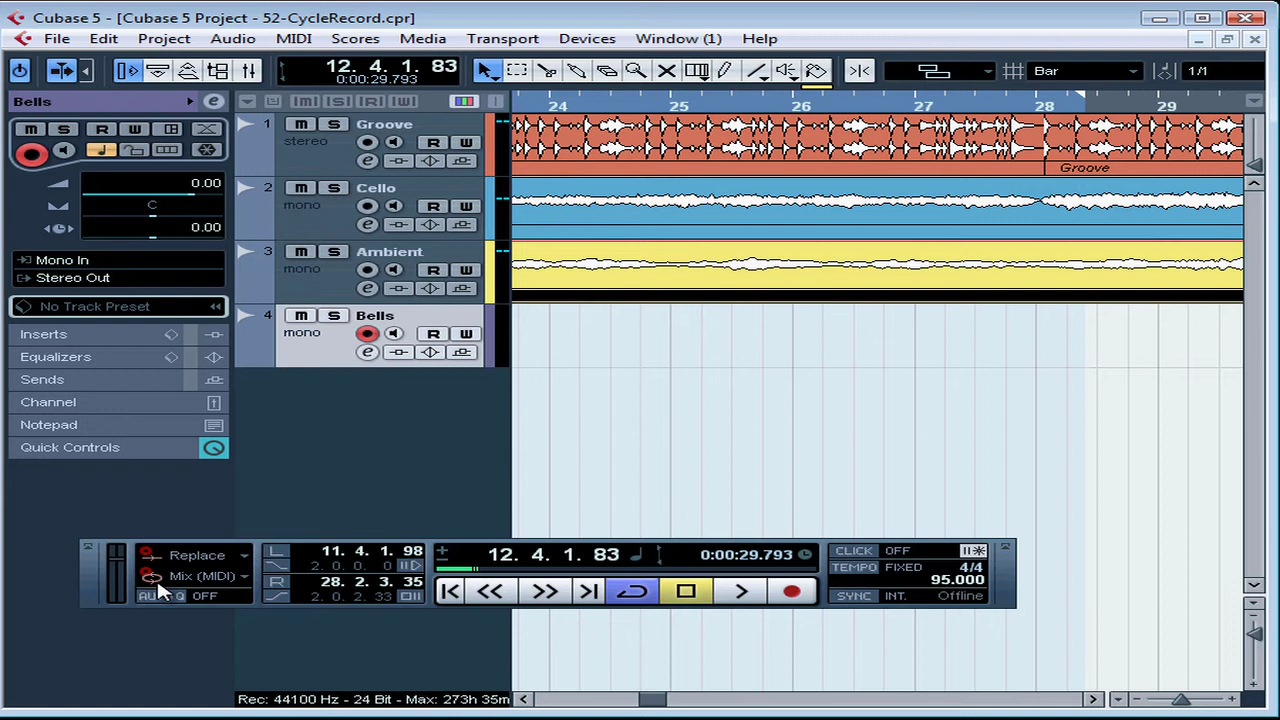 Cubase 5 - [Cubase 5 Project - 52-CycleRecord.cpr]
File Edit Project Audio MIDI Scores Media Transport Devices Window (1) Help
12. 4. 1. 83
0:00:29.793
Bar
1/1
Bells
M S R W
0.00
C
0.00
Mono In
Stereo Out
No Track Preset
Inserts
Equalizers
Sends
Channel
Notepad
Quick Controls
[M] [S] [R] [W]
1 M S Groove
stereo R W
e
2 M S Cello
mono R W
e
3 M S Ambient
mono R W
e
4 M S Bells
mono R W
e
24 25 26 27 28 29
Groove
Replace
Mix (MIDI)
AU Q OFF
L 11. 4. 1. 98
2. 0. 0. 0
R 28. 2. 3. 35
2. 0. 2. 33
12. 4. 1. 83
0:00:29.793
CLICK OFF
TEMPO FIXED 4/4
95.000
SYNC INT. Offline
Rec: 44100 Hz - 24 Bit - Max: 273h 35m